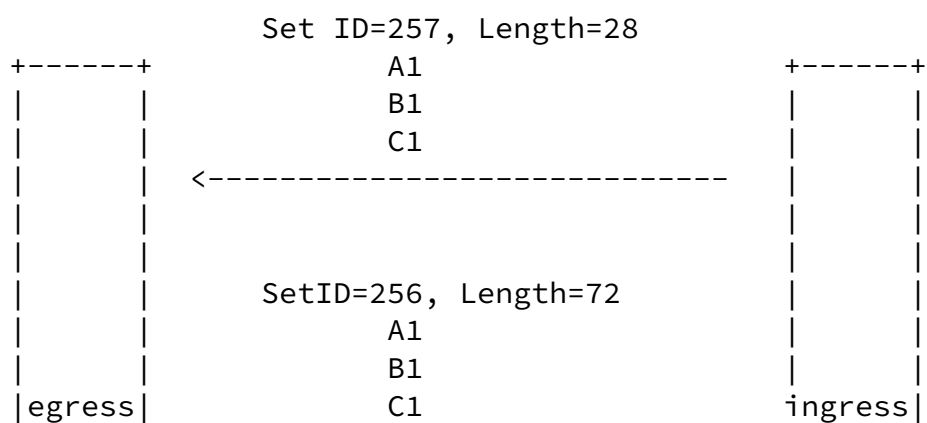 Set ID=257, Length=28
+------+             A1                    +------+
|      |             B1                    |      |
|      |             C1                    |      |
|      |  <-----------------------------   |      |
|      |                                   |      |
|      |                                   |      |
|      |      SetID=256, Length=72         |      |
|      |             A1                    |      |
|      |             B1                    |      |
|egress|             C1                    ingress|